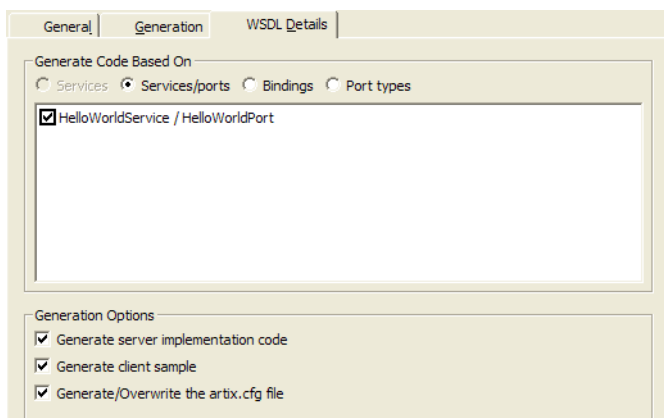 General Generation WSDL Details
Generate Code Based On
Services Services/ports Bindings Port types
HelloWorldService / HelloWorldPort
Generation Options
Generate server implementation code
Generate client sample
Generate/Overwrite the artix.cfg file